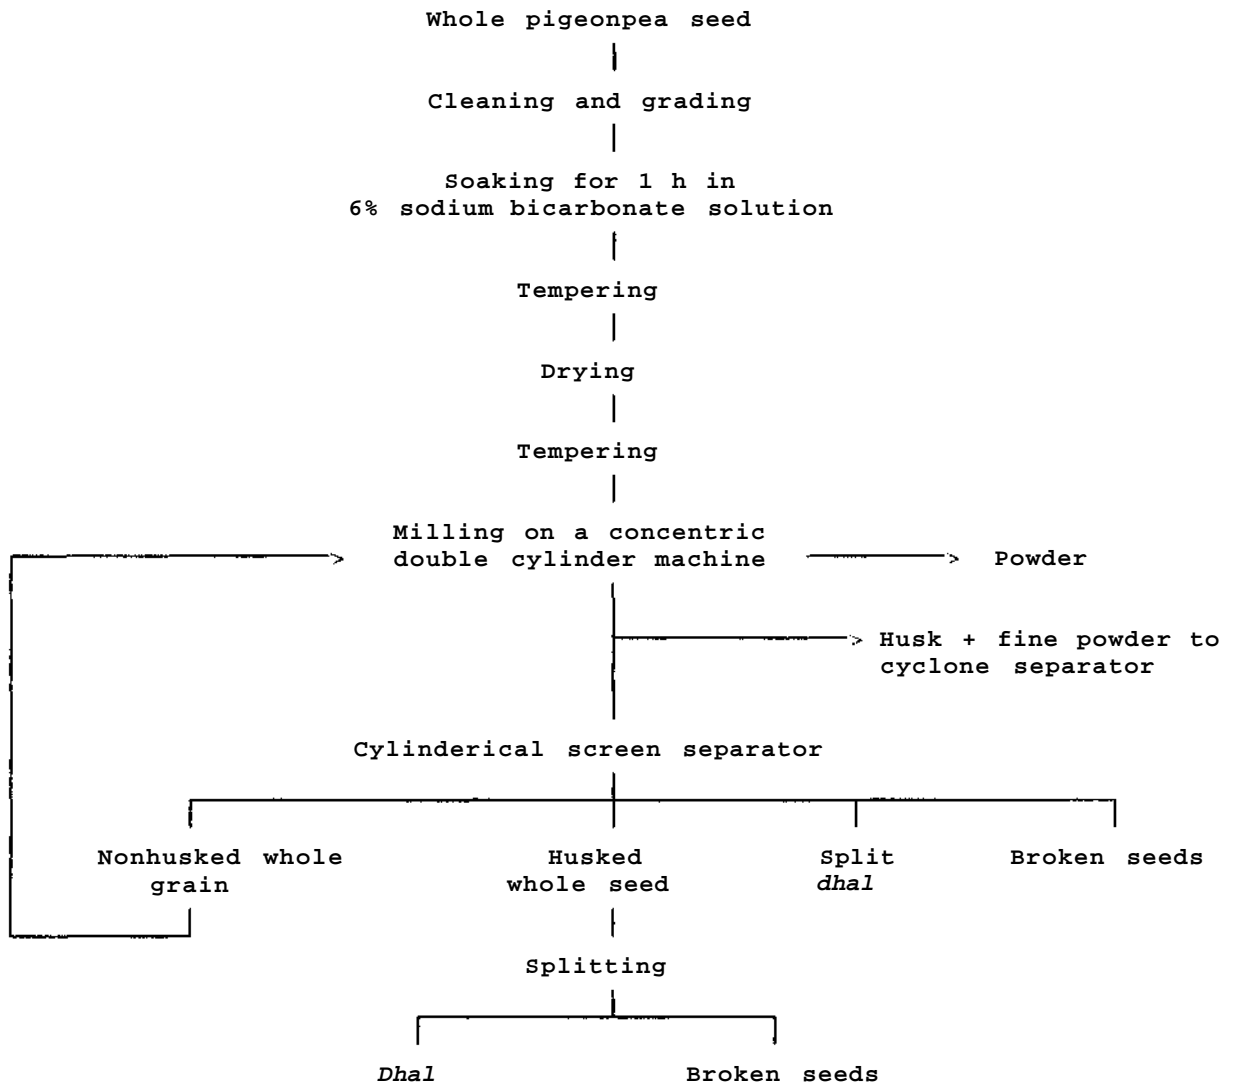 Whole pigeonpea seed
Cleaning and grading
Soaking for 1 h in
6% sodium bicarbonate solution
Tempering
Drying
Tempering
Milling on a concentric
double cylinder machine
Powder
Husk + fine powder to
cyclone separator
Cylinderical screen separator
Nonhusked whole
grain
Husked
whole seed
Split
dhal
Broken seeds
Splitting
Dhal
Broken seeds